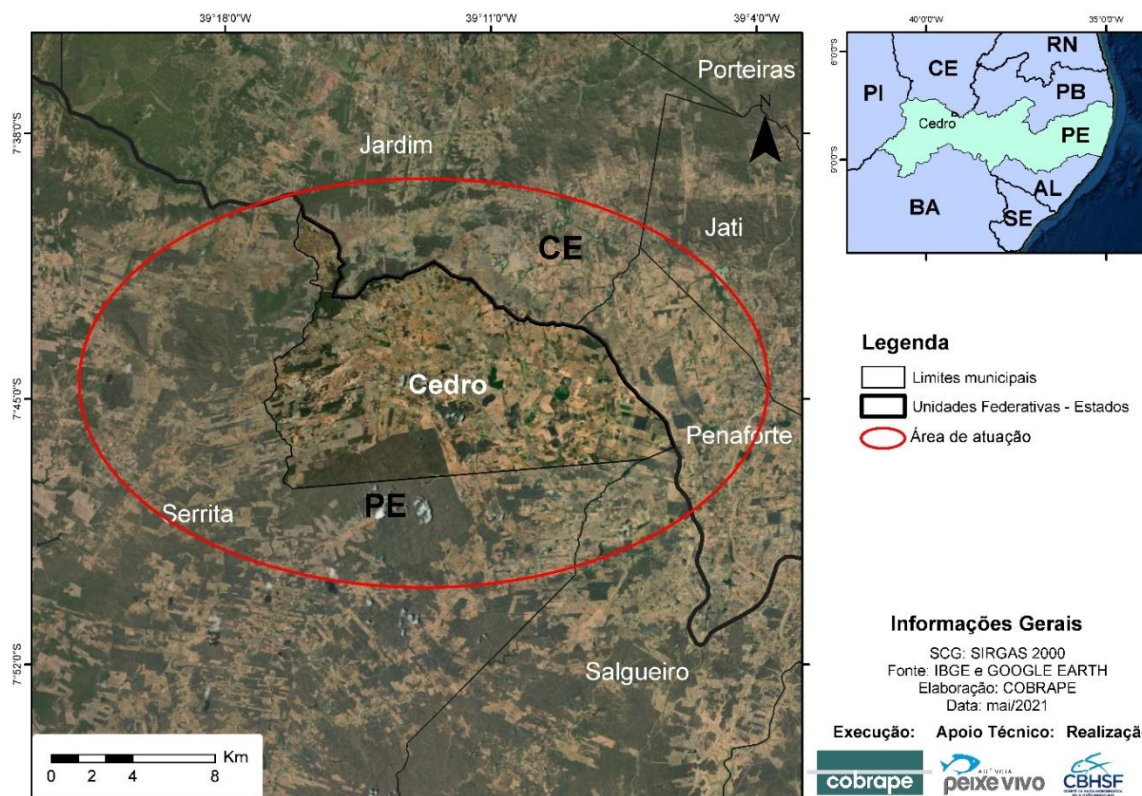 39°18'0"W
39°11'0"W
39°4'0"W
7°38'0"S
7°45'0"S
7°52'0"S
Porteiras
N
Jardim
Jati
CE
Cedro
Penaforte
PE
Serrita
Salgueiro
Km
0 2 4 8
40°0'0"W
35°0'0"W
6°0'0"S
9°0'0"S
RN
CE
PI
PB
Cedro
PE
AL
BA
SE
Legenda
Limites municipais
Unidades Federativas - Estados
Área de atuação
Informações Gerais
SCG: SIRGAS 2000
Fonte: IBGE e GOOGLE EARTH
Elaboração: COBRAPE
Data: mai/2021
Execução: Apoio Técnico: Realizaçã
cobrape
AGÊNCIA
peixe vivo
CBHSF